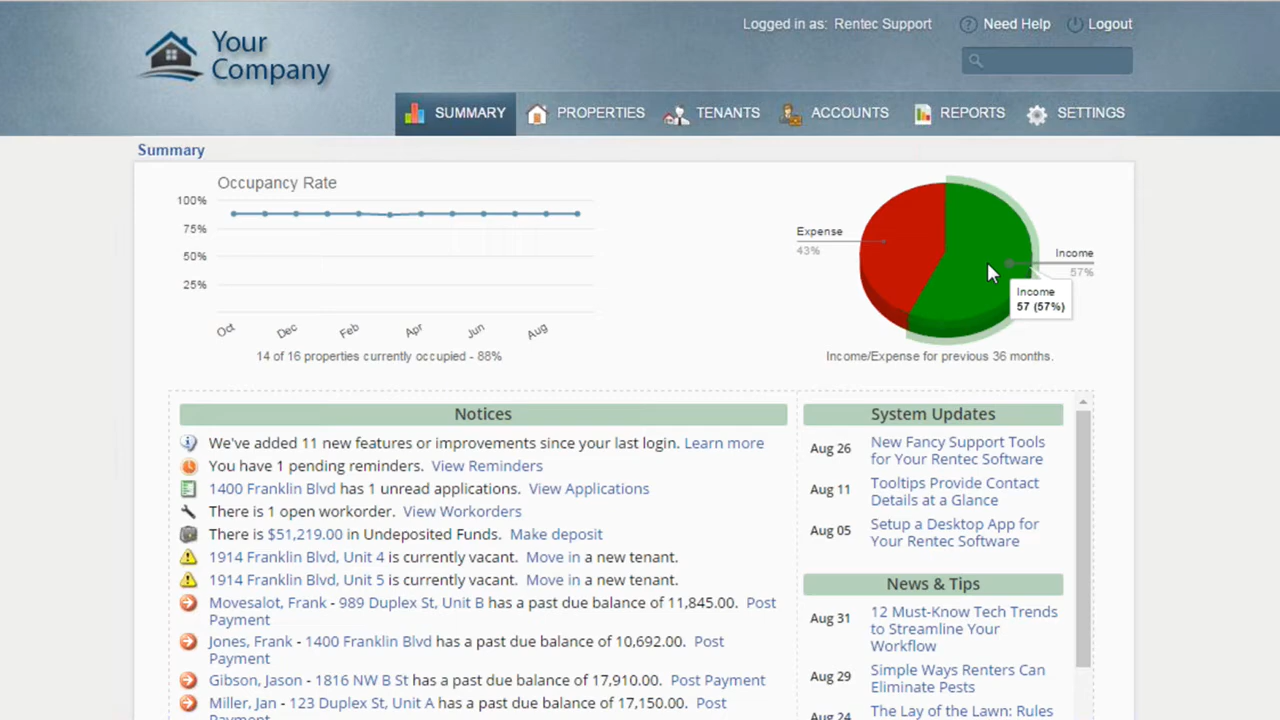 Logged in as: Rentec Support
Need Help
Logout
Your
Company
SUMMARY
PROPERTIES
TENANTS
ACCOUNTS
REPORTS
SETTINGS
Summary
Occupancy Rate
100%
75%
50%
25%
Oct
Dec
Feb
Apr
Jun
Aug
14 of 16 properties currently occupied - 88%
Expense
43%
Income
57%
Income
57 (57%)
Income/Expense for previous 36 months.
Notices
We've added 11 new features or improvements since your last login. Learn more
You have 1 pending reminders. View Reminders
1400 Franklin Blvd has 1 unread applications. View Applications
There is 1 open workorder. View Workorders
There is $51,219.00 in Undeposited Funds. Make deposit
1914 Franklin Blvd, Unit 4 is currently vacant. Move in a new tenant.
1914 Franklin Blvd, Unit 5 is currently vacant. Move in a new tenant.
Movesalot, Frank - 989 Duplex St, Unit B has a past due balance of 11,845.00. Post
Payment
Jones, Frank - 1400 Franklin Blvd has a past due balance of 10,692.00. Post
Payment
Gibson, Jason - 1816 NW B St has a past due balance of 17,910.00. Post Payment
Miller, Jan - 123 Duplex St, Unit A has a past due balance of 17,150.00. Post
Payment
System Updates
Aug 26
New Fancy Support Tools
for Your Rentec Software
Aug 11
Tooltips Provide Contact
Details at a Glance
Aug 05
Setup a Desktop App for
Your Rentec Software
News & Tips
Aug 31
12 Must-Know Tech Trends
to Streamline Your
Workflow
Aug 29
Simple Ways Renters Can
Eliminate Pests
Aug 24
The Lay of the Lawn: Rules